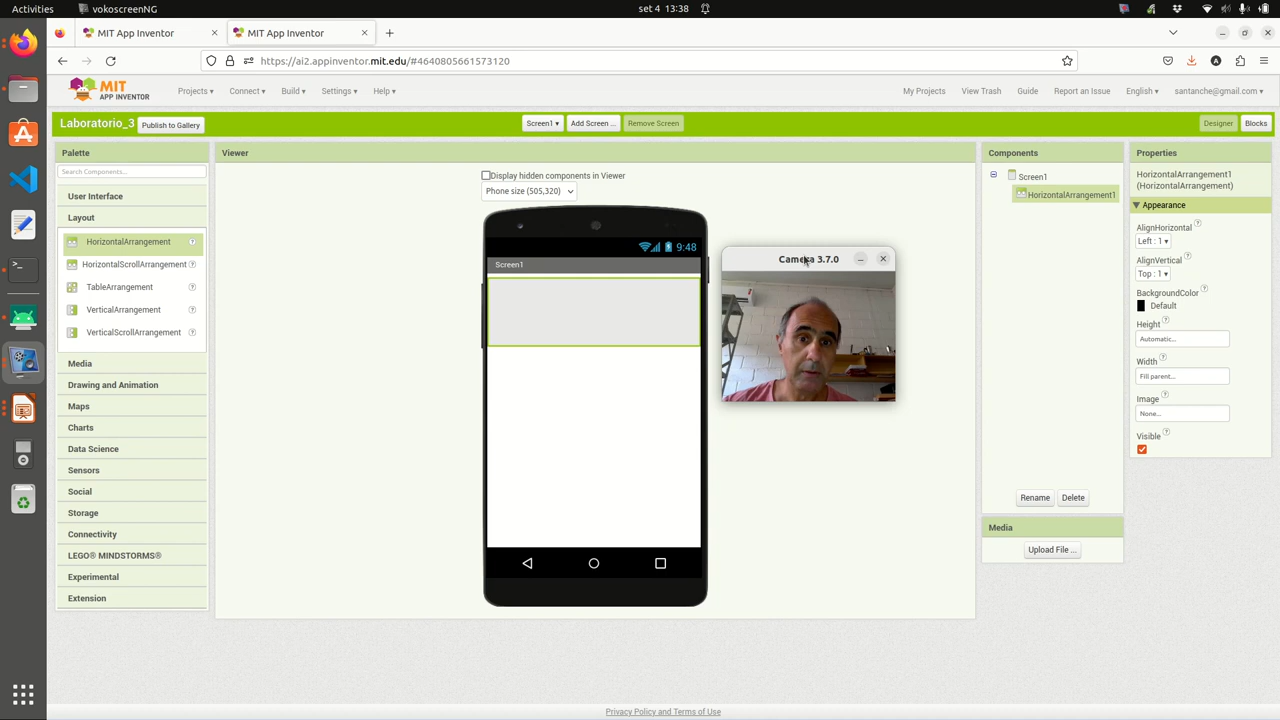 Activities
vokoscreenNG
set 4 13:38
MIT App Inventor
MIT App Inventor
https://ai2.appinventor.mit.edu/#4640805661573120
MIT
APP INVENTOR
Projects ▾
Connect ▾
Build ▾
Settings ▾
Help ▾
My Projects
View Trash
Guide
Report an Issue
English ▾
santanche@gmail.com ▾
Laboratorio_3
Publish to Gallery
Screen1 ▾
Add Screen ...
Remove Screen
Designer
Blocks
Palette
Search Components...
User Interface
Layout
HorizontalArrangement
HorizontalScrollArrangement
TableArrangement
VerticalArrangement
VerticalScrollArrangement
Media
Drawing and Animation
Maps
Charts
Data Science
Sensors
Social
Storage
Connectivity
LEGO® MINDSTORMS®
Experimental
Extension
Viewer
Display hidden components in Viewer
Phone size (505,320)
9:48
Screen1
Camera 3.7.0
Components
Screen1
HorizontalArrangement1
Rename
Delete
Media
Upload File ...
Properties
HorizontalArrangement1
(HorizontalArrangement)
Appearance
AlignHorizontal
Left : 1 ▾
AlignVertical
Top : 1 ▾
BackgroundColor
Default
Height
Automatic...
Width
Fill parent...
Image
None...
Visible
Privacy Policy and Terms of Use